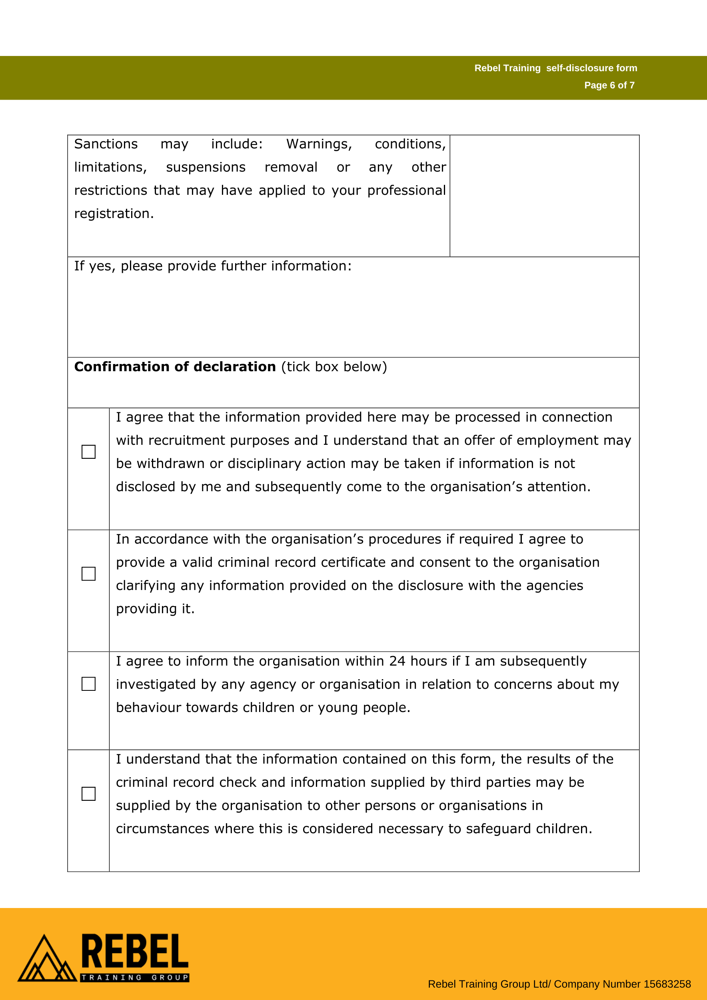 Rebel Training  self-disclosure form
Page 6 of 7
Sanctions may include: Warnings, conditions,
limitations, suspensions removal or any other
restrictions that may have applied to your professional
registration.
If yes, please provide further information:
Confirmation of declaration (tick box below)
I agree that the information provided here may be processed in connection
with recruitment purposes and I understand that an offer of employment may
be withdrawn or disciplinary action may be taken if information is not
disclosed by me and subsequently come to the organisation’s attention.
In accordance with the organisation’s procedures if required I agree to
provide a valid criminal record certificate and consent to the organisation
clarifying any information provided on the disclosure with the agencies
providing it.
I agree to inform the organisation within 24 hours if I am subsequently
investigated by any agency or organisation in relation to concerns about my
behaviour towards children or young people.
I understand that the information contained on this form, the results of the
criminal record check and information supplied by third parties may be
supplied by the organisation to other persons or organisations in
circumstances where this is considered necessary to safeguard children.
REBEL
TRAINING GROUP
Rebel Training Group Ltd/ Company Number 15683258